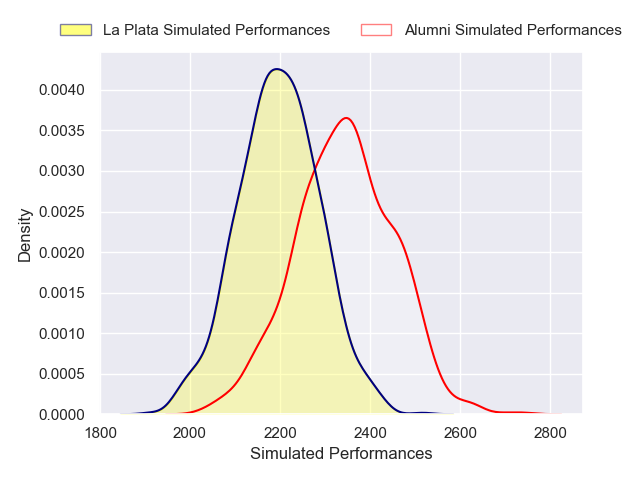 La Plata Simulated Performances
Alumni Simulated Performances
0.0040
0.0035
0.0030
0.0025
0.0020
0.0015
0.0010
0.0005
0.0000
Density
1800 2000 2200 2400 2600 2800
Simulated Performances